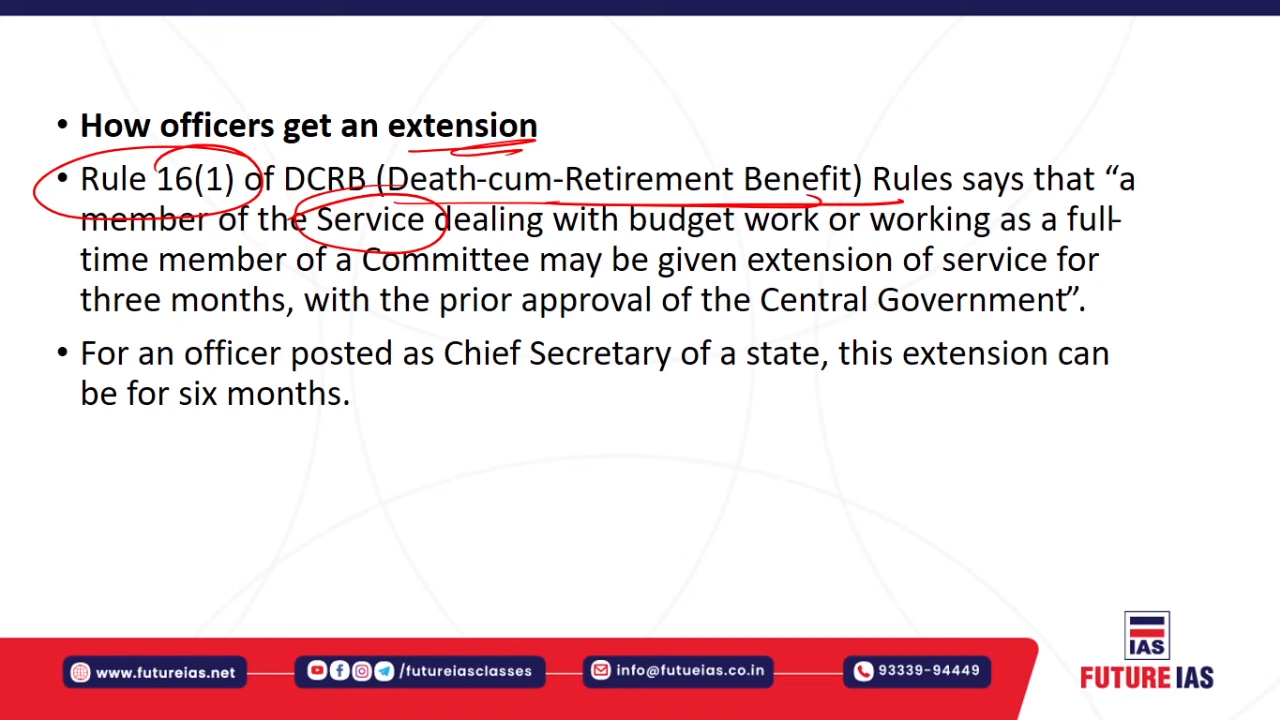 • How officers get an extension
• Rule 16(1) of DCRB (Death-cum-Retirement Benefit) Rules says that “a
member of the Service dealing with budget work or working as a full-
time member of a Committee may be given extension of service for
three months, with the prior approval of the Central Government”.
• For an officer posted as Chief Secretary of a state, this extension can
be for six months.
IAS
FUTURE IAS
www.futureias.net
/futureiasclasses
info@futueias.co.in
93339-94449